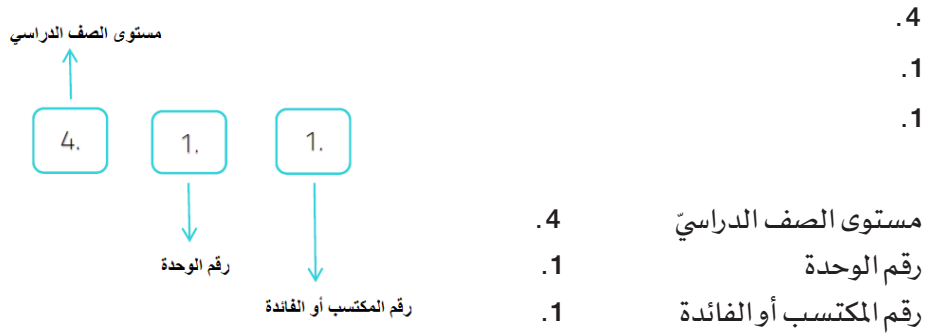 .4
.1
.1
مستوى الصف الدراسي
4. 1. 1.
رقم الوحدة
رقم المكتسب أو الفائدة
مستوى الصف الدراسيّ .4
رقم الوحدة .1
رقم المكتسب أو الفائدة .1